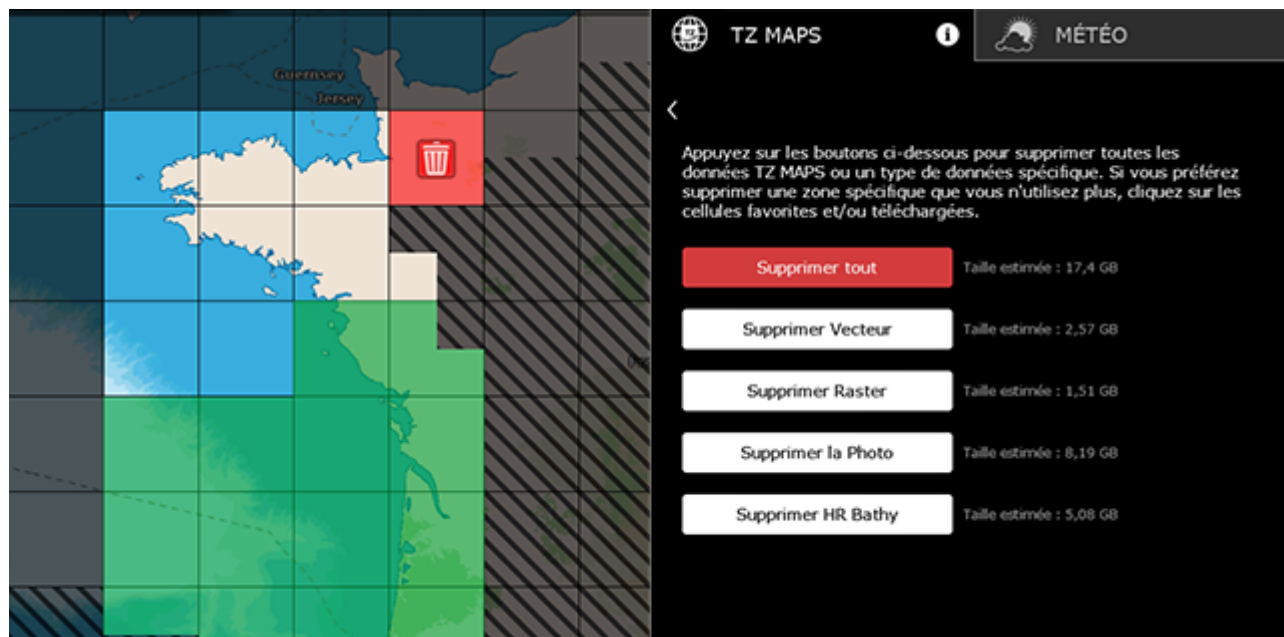 Guernsey
Jersey
TZ MAPS
MÉTÉO
Appuyez sur les boutons ci-dessous pour supprimer toutes les
données TZ MAPS ou un type de données spécifique. Si vous préférez
supprimer une zone spécifique que vous n'utilisez plus, cliquez sur les
cellules favorites et/ou téléchargées.
Supprimer tout Taille estimée : 17,4 GB
Supprimer Vecteur Taille estimée : 2,57 GB
Supprimer Raster Taille estimée : 1,51 GB
Supprimer la Photo Taille estimée : 8,19 GB
Supprimer HR Bathy Taille estimée : 5,08 GB